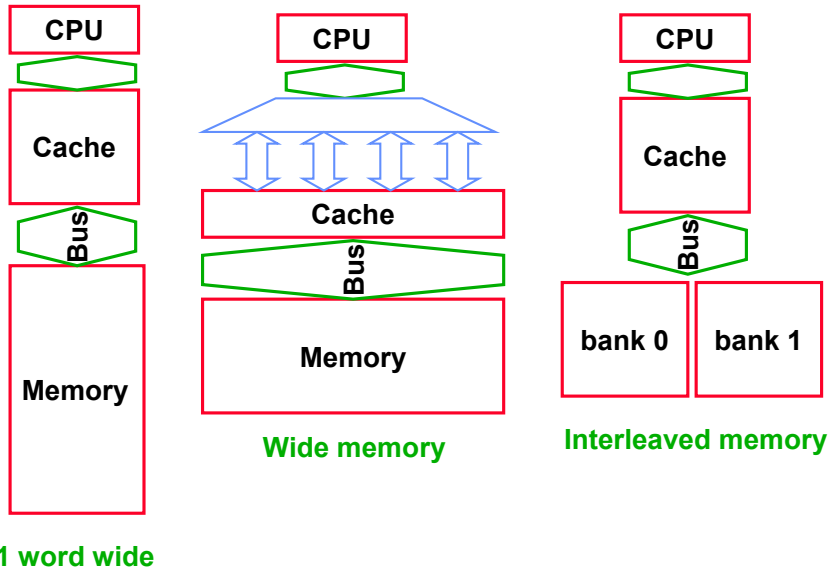 CPU
Cache
Bus
Memory
1 word wide
CPU
Cache
Bus
Memory
Wide memory
CPU
Cache
Bus
bank 0
bank 1
Interleaved memory